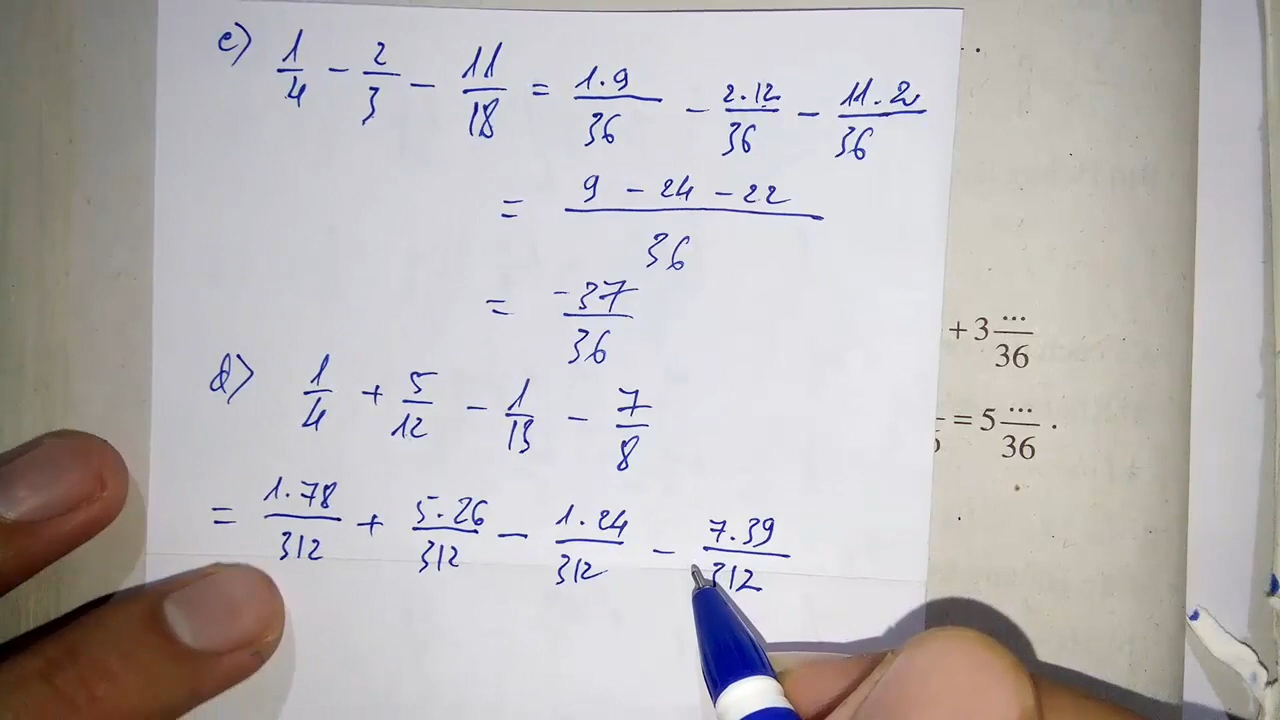 c) 1/4 - 2/3 - 11/18 = 1.9/36 - 2.12/36 - 11.2/36
= 9 - 24 - 22/36
= -37/36
+ 3 .../36
d) 1/4 + 5/12 - 1/13 - 7/8
= 5 .../36 .
= 1.78/312 + 5.26/312 - 1.24/312 - 7.39/312